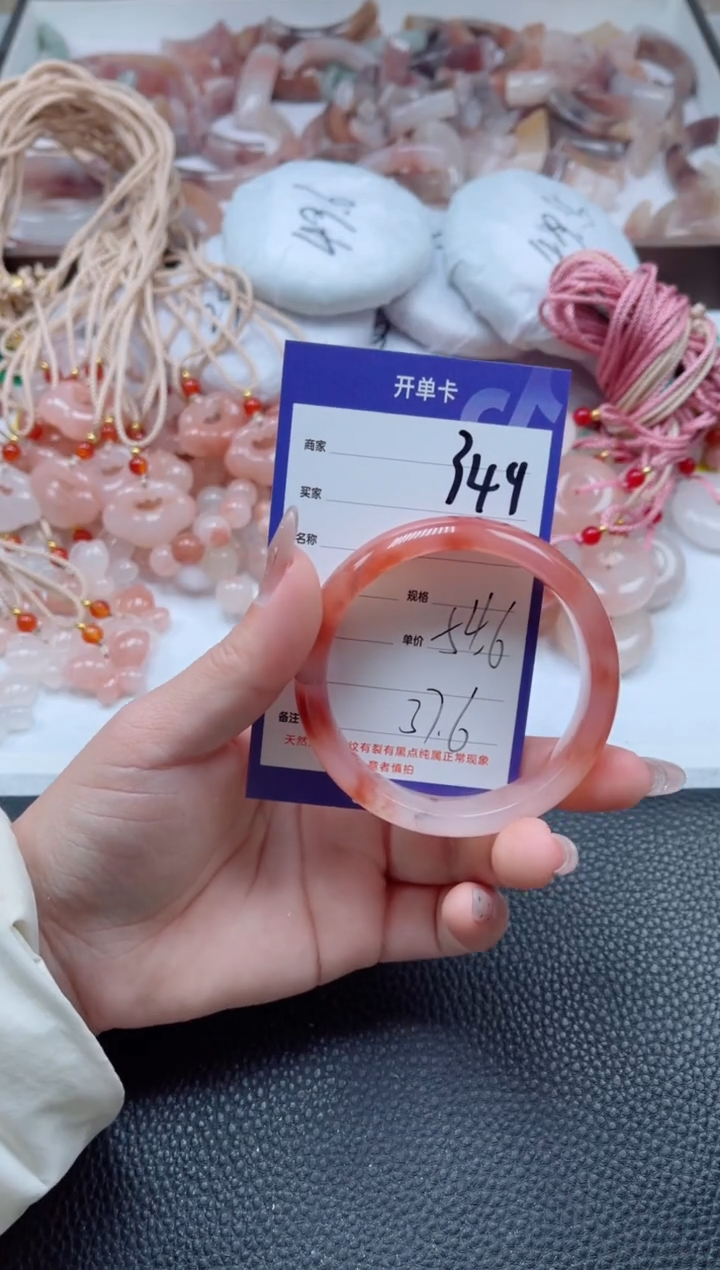 49.6
开单卡
商家 349
买家
名称
规格
单价 54.6
37.6
备注
天然 纹有裂有黑点纯属正常现象
意者慎拍